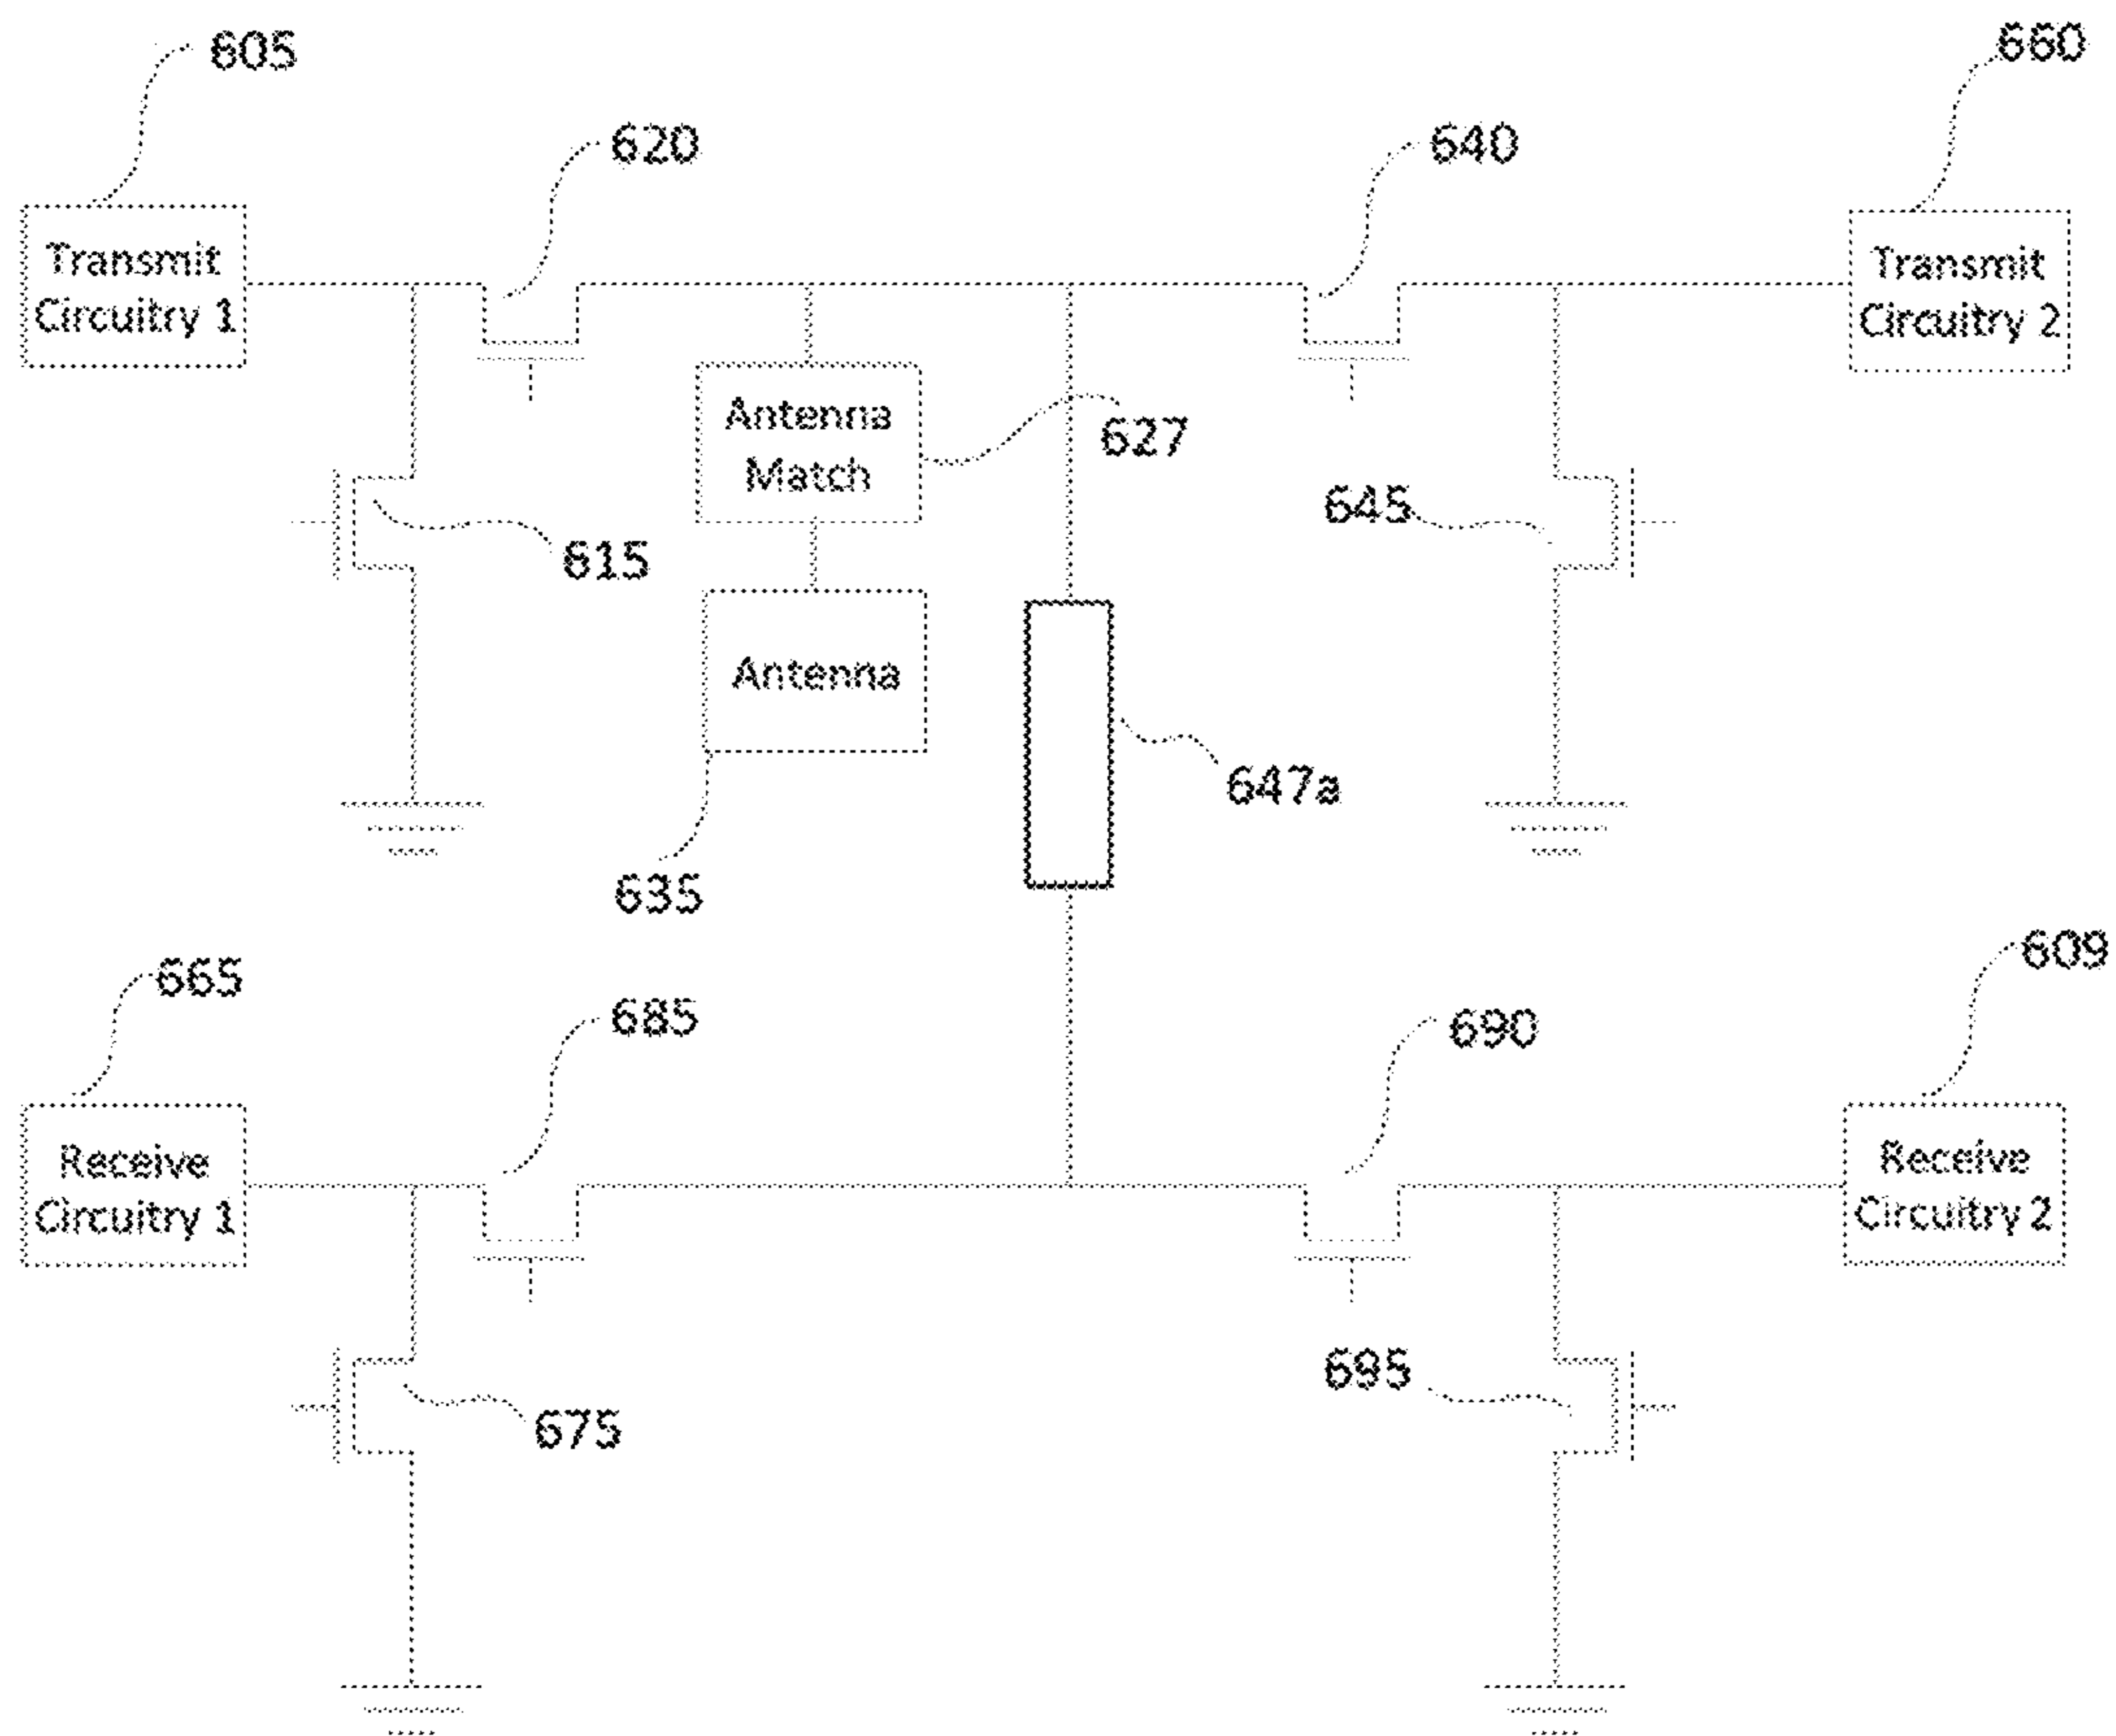 605
660
620
640
Transmit
Circuitry 1
Transmit
Circuitry 2
Antenna
Match
627
645
615
Antenna
647a
635
665
609
685
690
Receive
Circuitry 1
Receive
Circuitry 2
695
675